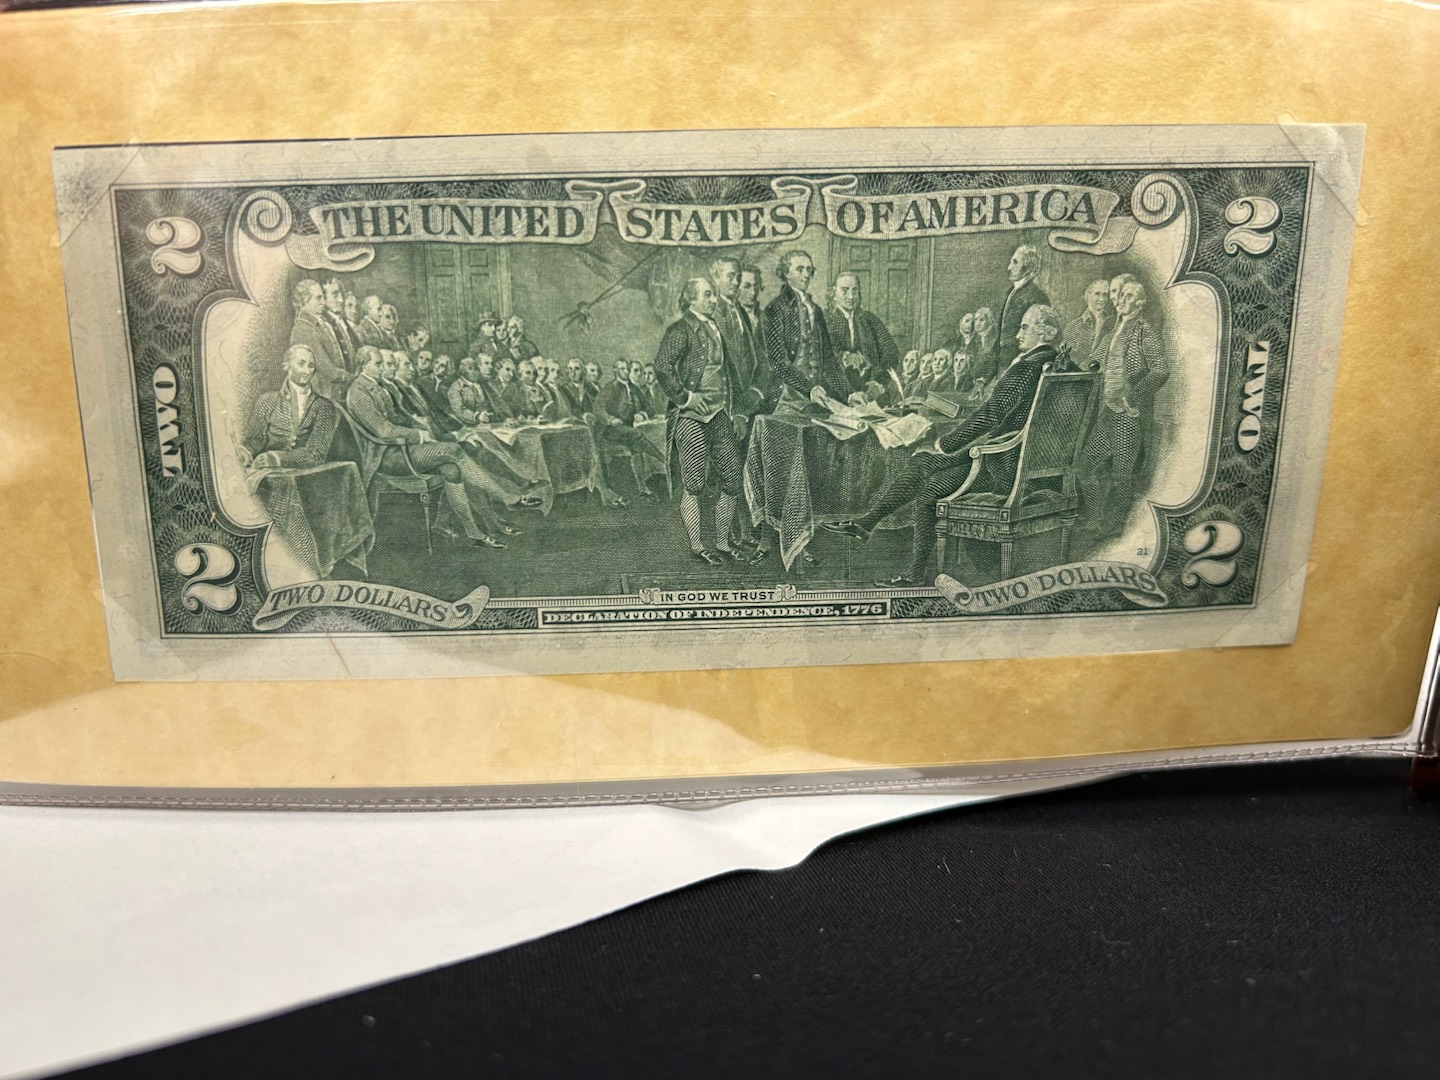 THE UNITED STATES OF AMERICA
2
2
TWO
TWO
21
2
2
TWO DOLLARS
IN GOD WE TRUST
TWO DOLLARS
DECLARATION OF INDEPENDENCE, 1776